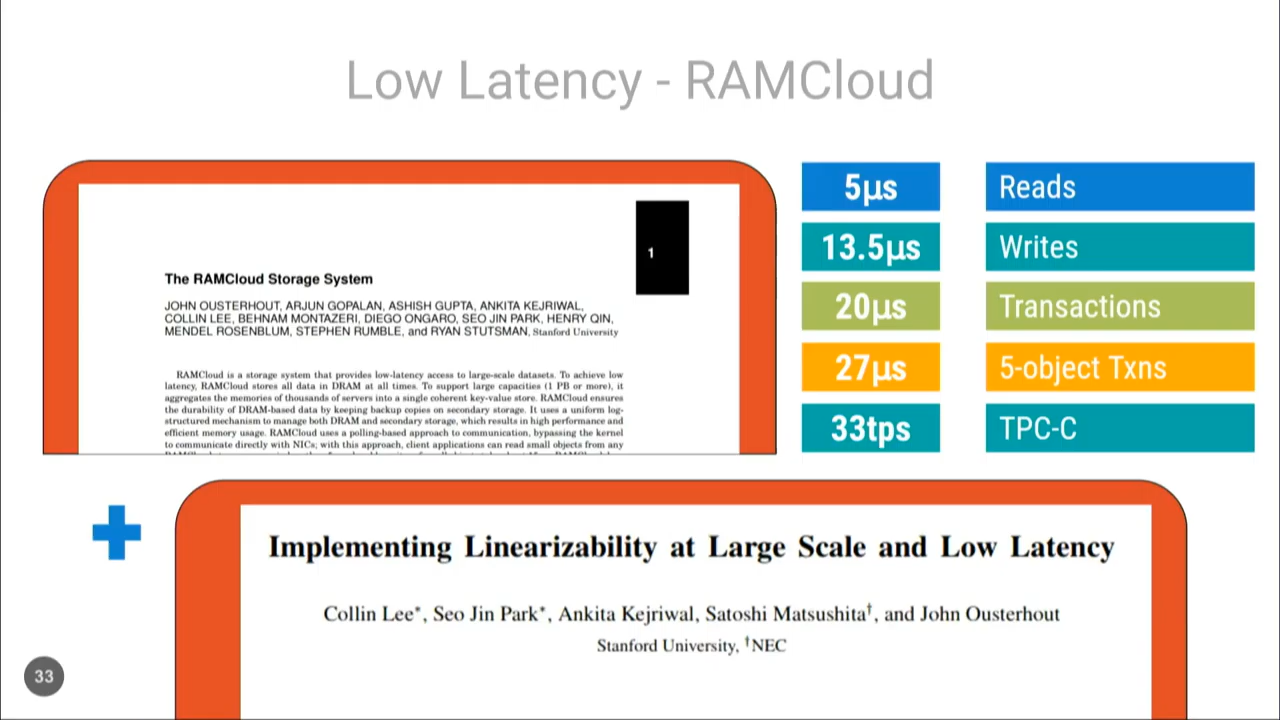 Low Latency - RAMCloud
1
The RAMCloud Storage System
JOHN OUSTERHOUT, ARJUN GOPALAN, ASHISH GUPTA, ANKITA KEJRIWAL,
COLLIN LEE, BEHNAM MONTAZERI, DIEGO ONGARO, SEO JIN PARK, HENRY QIN,
MENDEL ROSENBLUM, STEPHEN RUMBLE, and RYAN STUTSMAN, Stanford University
RAMCloud is a storage system that provides low-latency access to large-scale datasets. To achieve low
latency, RAMCloud stores all data in DRAM at all times. To support large capacities (1 PB or more), it
aggregates the memories of thousands of servers into a single coherent key-value store. RAMCloud ensures
the durability of DRAM-based data by keeping backup copies on secondary storage. It uses a uniform log-
structured mechanism to manage both DRAM and secondary storage, which results in high performance and
efficient memory usage. RAMCloud uses a polling-based approach to communication, bypassing the kernel
to communicate directly with NICs; with this approach, client applications can read small objects from any
5µs Reads
13.5µs Writes
20µs Transactions
27µs 5-object Txns
33tps TPC-C
Implementing Linearizability at Large Scale and Low Latency
Collin Lee*, Seo Jin Park*, Ankita Kejriwal, Satoshi Matsushita†, and John Ousterhout
Stanford University, †NEC
33